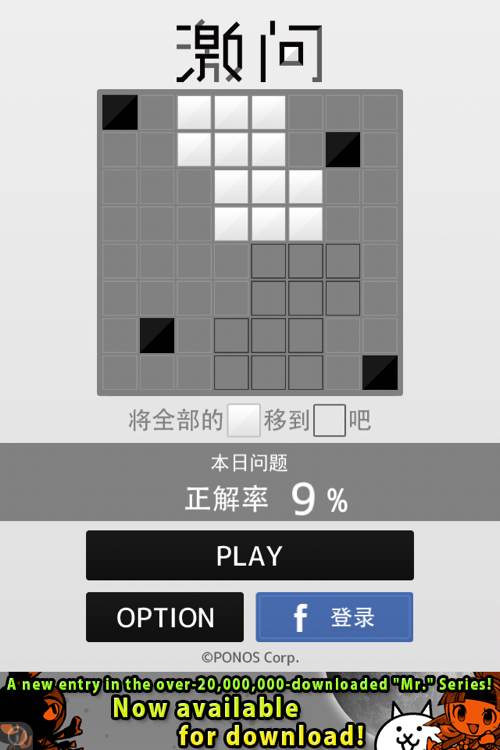 激问
将全部的 移到 吧
本日问题
正解率 9 %
PLAY
OPTION
f 登录
©PONOS Corp.
A new entry in the over-20,000,000-downloaded "Mr." Series!
Now available
for download!